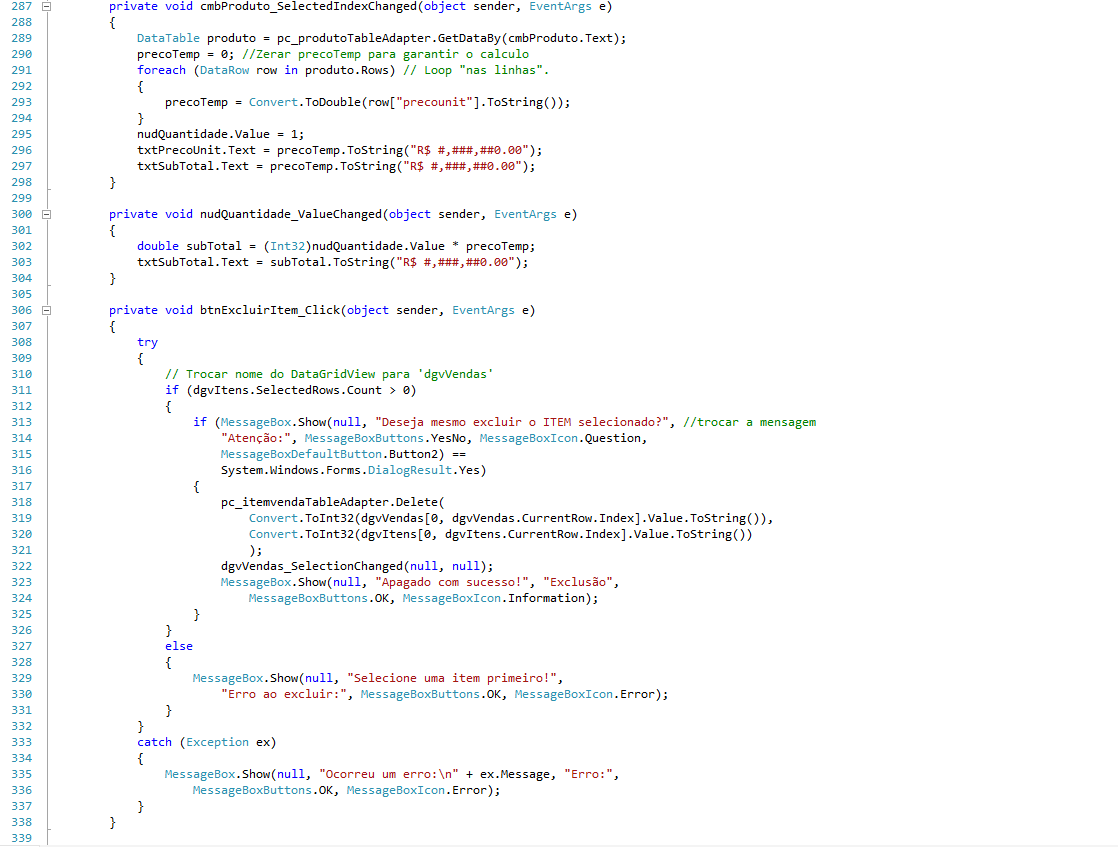 287 private void cmbProduto_SelectedIndexChanged(object sender, EventArgs e)
288 {
289 DataTable produto = pc_produtoTableAdapter.GetDataBy(cmbProduto.Text);
290 precoTemp = 0; //Zerar precoTemp para garantir o calculo
291 foreach (DataRow row in produto.Rows) // Loop "nas linhas".
292 {
293 precoTemp = Convert.ToDouble(row["precounit"].ToString());
294 }
295 nudQuantidade.Value = 1;
296 txtPrecoUnit.Text = precoTemp.ToString("R$ #,###,##0.00");
297 txtSubTotal.Text = precoTemp.ToString("R$ #,###,##0.00");
298 }
299
300 private void nudQuantidade_ValueChanged(object sender, EventArgs e)
301 {
302 double subTotal = (Int32)nudQuantidade.Value * precoTemp;
303 txtSubTotal.Text = subTotal.ToString("R$ #,###,##0.00");
304 }
305
306 private void btnExcluirItem_Click(object sender, EventArgs e)
307 {
308 try
309 {
310 // Trocar nome do DataGridView para 'dgvVendas'
311 if (dgvItens.SelectedRows.Count > 0)
312 {
313 if (MessageBox.Show(null, "Deseja mesmo excluir o ITEM selecionado?", //trocar a mensagem
314 "Atenção:", MessageBoxButtons.YesNo, MessageBoxIcon.Question,
315 MessageBoxDefaultButton.Button2) ==
316 System.Windows.Forms.DialogResult.Yes)
317 {
318 pc_itemvendaTableAdapter.Delete(
319 Convert.ToInt32(dgvVendas[0, dgvVendas.CurrentRow.Index].Value.ToString()),
320 Convert.ToInt32(dgvItens[0, dgvItens.CurrentRow.Index].Value.ToString())
321 );
322 dgvVendas_SelectionChanged(null, null);
323 MessageBox.Show(null, "Apagado com sucesso!", "Exclusão",
324 MessageBoxButtons.OK, MessageBoxIcon.Information);
325 }
326 }
327 else
328 {
329 MessageBox.Show(null, "Selecione uma item primeiro!",
330 "Erro ao excluir:", MessageBoxButtons.OK, MessageBoxIcon.Error);
331 }
332 }
333 catch (Exception ex)
334 {
335 MessageBox.Show(null, "Ocorreu um erro:\n" + ex.Message, "Erro:",
336 MessageBoxButtons.OK, MessageBoxIcon.Error);
337 }
338 }
339